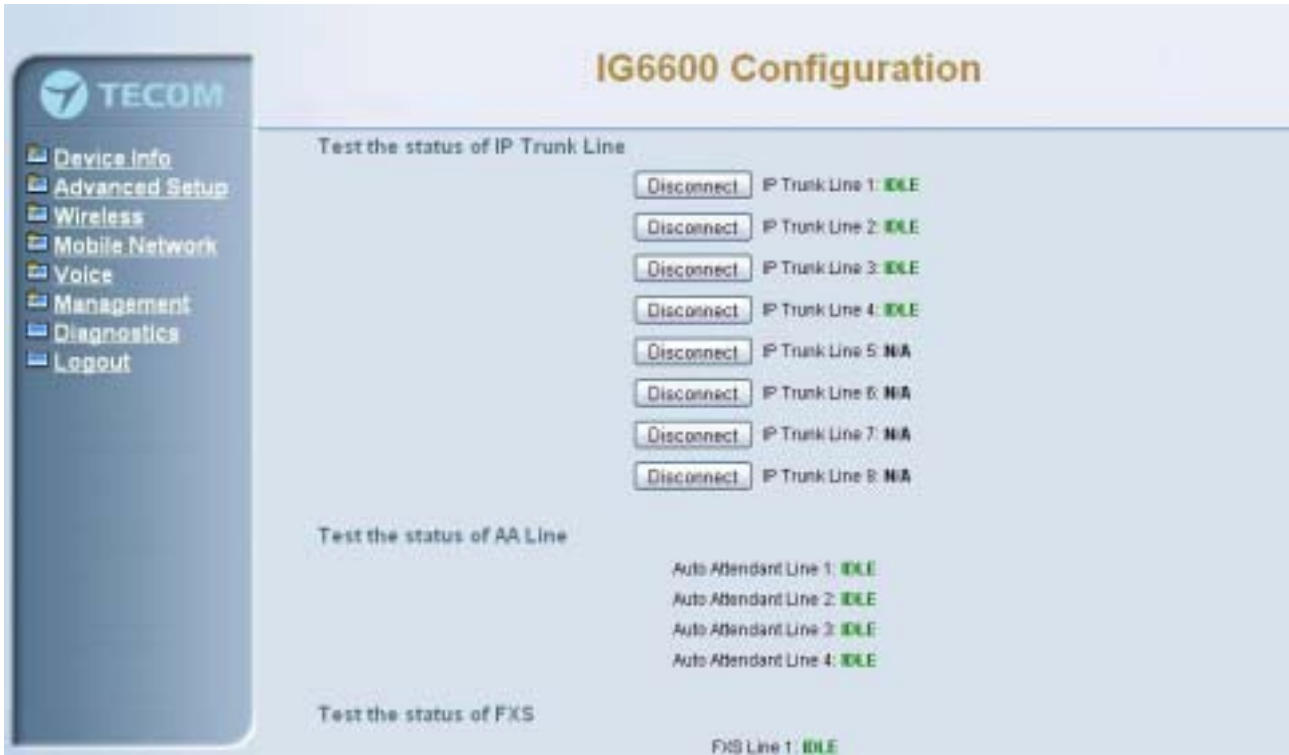 IG6600 Configuration
TECOM
Device Info
Advanced Setup
Wireless
Mobile Network
Voice
Management
Diagnostics
Logout
Test the status of IP Trunk Line
Disconnect IP Trunk Line 1: IDLE
Disconnect IP Trunk Line 2: IDLE
Disconnect IP Trunk Line 3: IDLE
Disconnect IP Trunk Line 4: IDLE
Disconnect IP Trunk Line 5: N/A
Disconnect IP Trunk Line 6: N/A
Disconnect IP Trunk Line 7: N/A
Disconnect IP Trunk Line 8: N/A
Test the status of AA Line
Auto Attendant Line 1: IDLE
Auto Attendant Line 2: IDLE
Auto Attendant Line 3: IDLE
Auto Attendant Line 4: IDLE
Test the status of FXS
FXS Line 1: IDLE